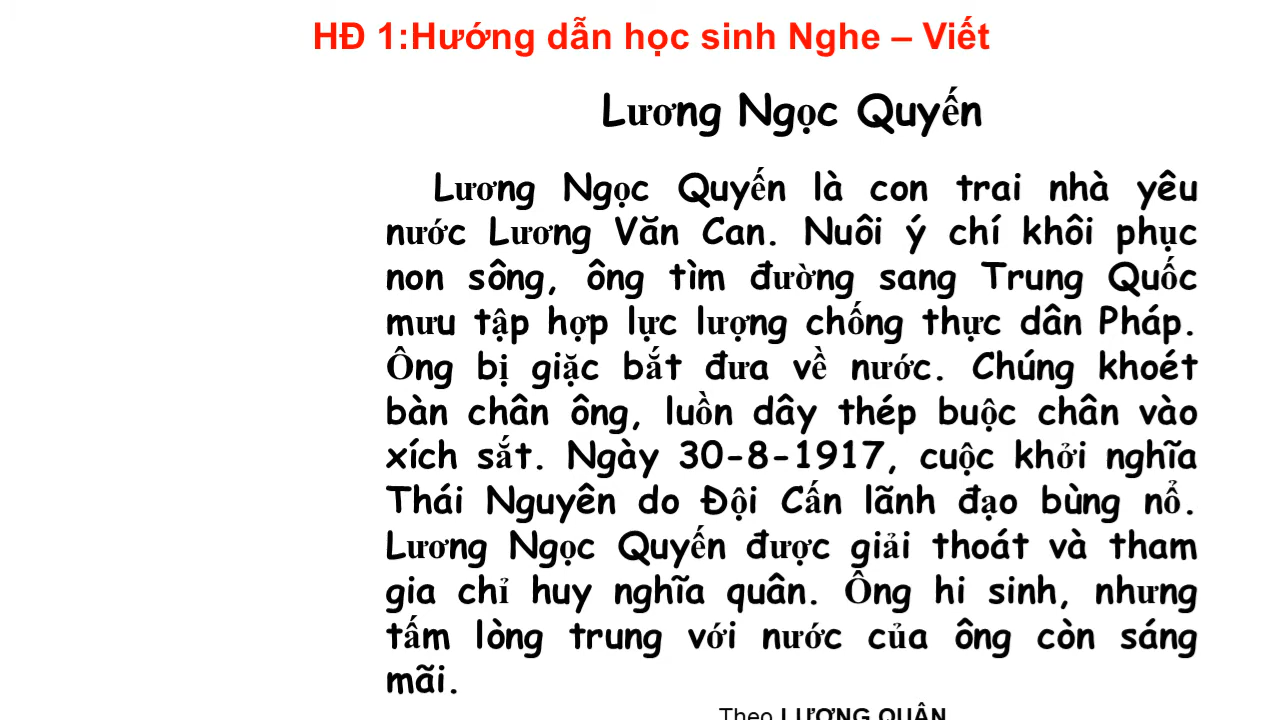 HĐ 1:Hướng dẫn học sinh Nghe – Viết
Lương Ngọc Quyến
Lương Ngọc Quyến là con trai nhà yêu
nước Lương Văn Can. Nuôi ý chí khôi phục
non sông, ông tìm đường sang Trung Quốc
mưu tập hợp lực lượng chống thực dân Pháp.
Ông bị giặc bắt đưa về nước. Chúng khoét
bàn chân ông, luồn dây thép buộc chân vào
xích sắt. Ngày 30-8-1917, cuộc khởi nghĩa
Thái Nguyên do Đội Cấn lãnh đạo bùng nổ.
Lương Ngọc Quyến được giải thoát và tham
gia chỉ huy nghĩa quân. Ông hi sinh, nhưng
tấm lòng trung với nước của ông còn sáng
mãi.
Theo LƯƠNG QUÂN